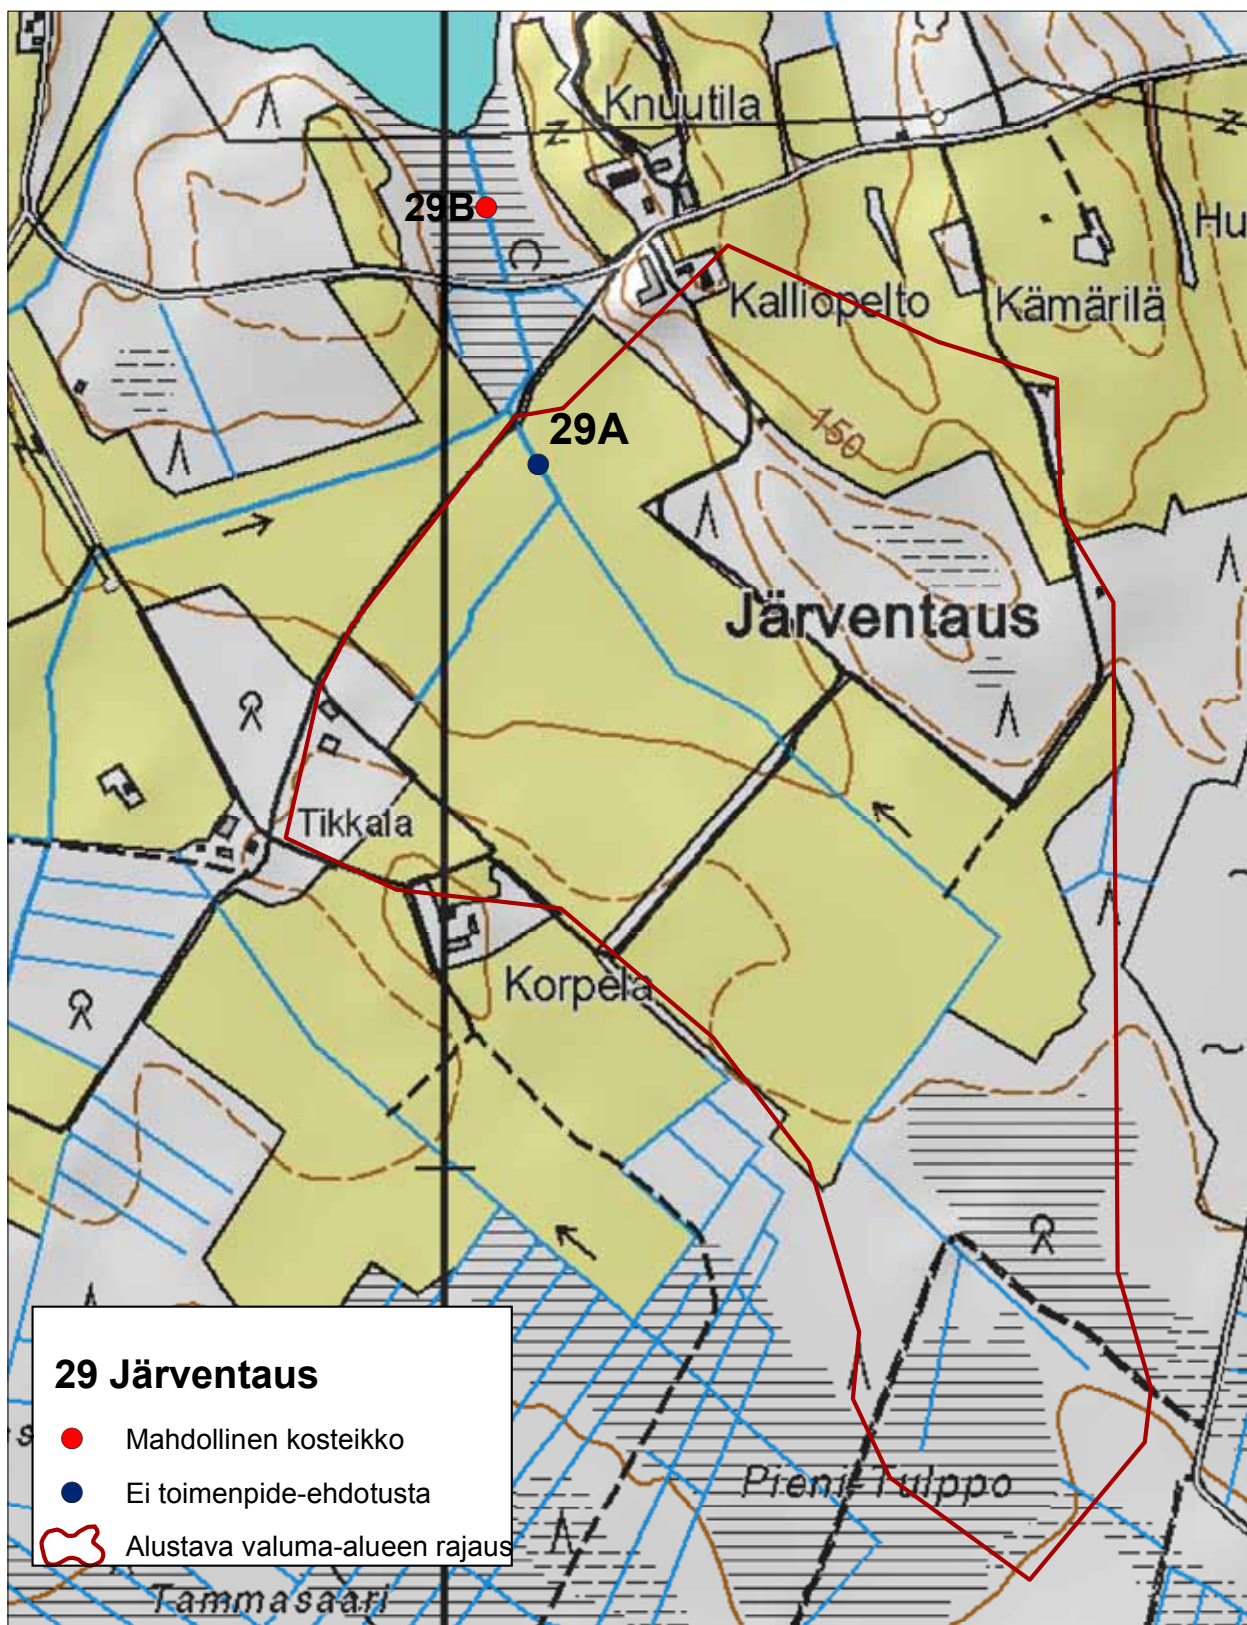 Knuutila
29B
Hu
Kalliopelto
Kämärilä
29A
150
Järventaus
Tikkala
Korpela
29 Järventaus
Mahdollinen kosteikko
Ei toimenpide-ehdotusta
Alustava valuma-alueen rajaus
Pieni-Tulppo
Tammasaari